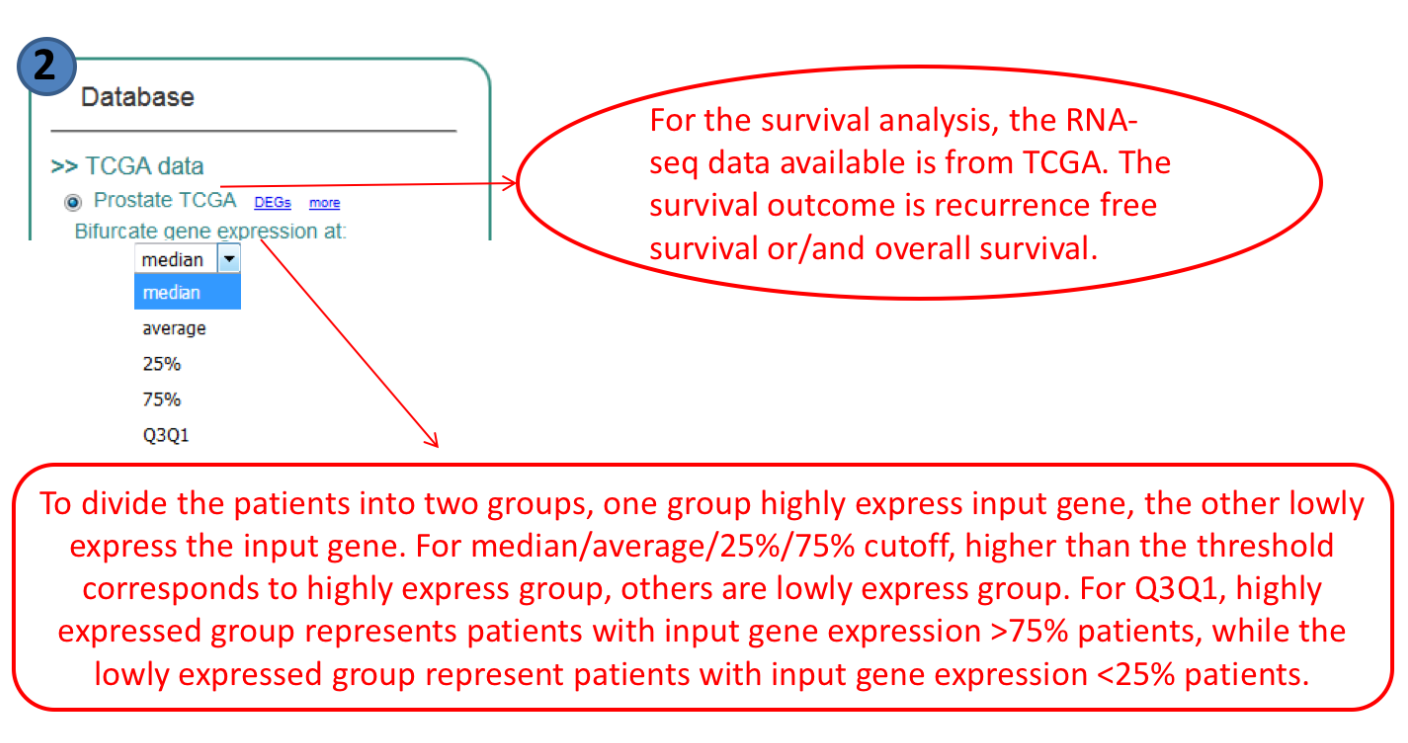 2
Database
>> TCGA data
Prostate TCGA DEGs more
Bifurcate gene expression at:
median
median
average
25%
75%
Q3Q1
For the survival analysis, the RNA-
seq data available is from TCGA. The
survival outcome is recurrence free
survival or/and overall survival.
To divide the patients into two groups, one group highly express input gene, the other lowly
express the input gene. For median/average/25%/75% cutoff, higher than the threshold
corresponds to highly express group, others are lowly express group. For Q3Q1, highly
expressed group represents patients with input gene expression >75% patients, while the
lowly expressed group represent patients with input gene expression <25% patients.